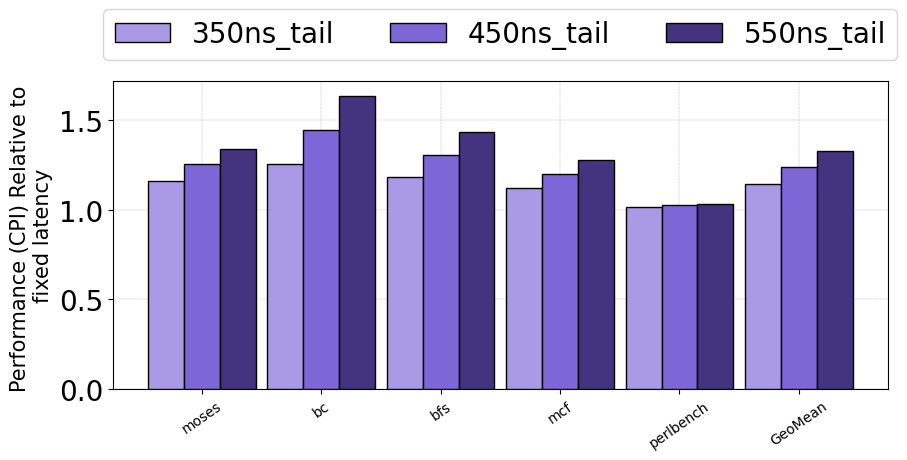 350ns_tail 450ns_tail 550ns_tail
Performance (CPI) Relative to
fixed latency
1.5
1.0
0.5
0.0
moses bc bfs mcf perlbench GeoMean